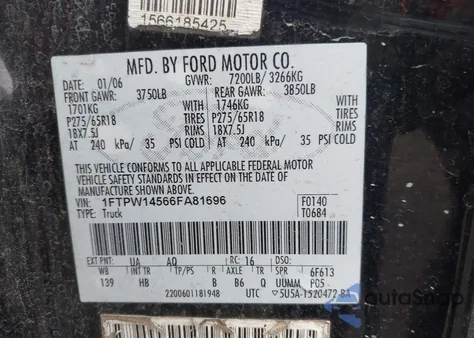 1566185425
MFD. BY FORD MOTOR CO.
DATE: 01/06 GVWR: 7200LB/ 3266KG
FRONT GAWR: 3750LB REAR GAWR: 3850LB
1701KG 1746KG
P275/65R18 TIRES P275/65R18 TIRES
18X7.5J RIMS 18X7.5J RIMS
AT 240 kPa/ 35 PSI COLD AT 240 kPa/ 35 PSI COLD
THIS VEHICLE CONFORMS TO ALL APPLICABLE FEDERAL MOTOR
VEHICLE SAFETY STANDARDS IN EFFECT ON THE DATE OF
MANUFACTURE SHOWN ABOVE.
VIN: 1FTPW14566FA81696 F0140
TYPE: Truck T0684
EXT PNT: UA AQ RC: 16 DSO:
WB INT TR TP/PS R AXLE TR SPR 6F613
139 HB B B6 Q UUMM P05
2200601181948 UTC 5U5A-1520472-BA
AutoSnap